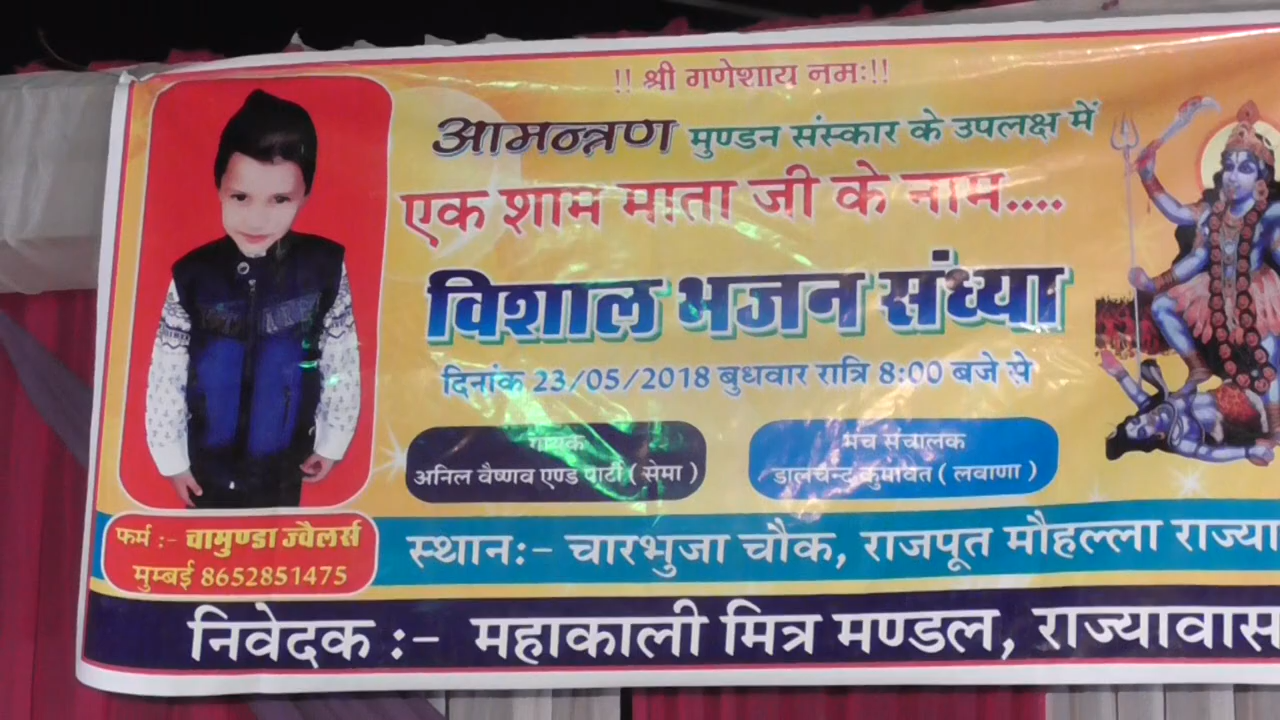 !! श्री गणेशाय नमः!!
आमन्त्रण मुण्डन संस्कार के उपलक्ष में
एक शाम माता जी के नाम....
विशाल भजन संध्या
दिनांक 23/05/2018 बुधवार रात्रि 8:00 बजे से
गायक
अनिल वैष्णव एण्ड पार्टी ( सेमा )
मंच संचालक
डालचन्द कुमावत ( लवाणा )
फर्म :- चामुण्डा ज्वैलर्स
मुम्बई 8652851475
स्थानः- चारभुजा चौक, राजपूत मौहल्ला राज्या
निवेदक :- महाकाली मित्र मण्डल, राज्यावास